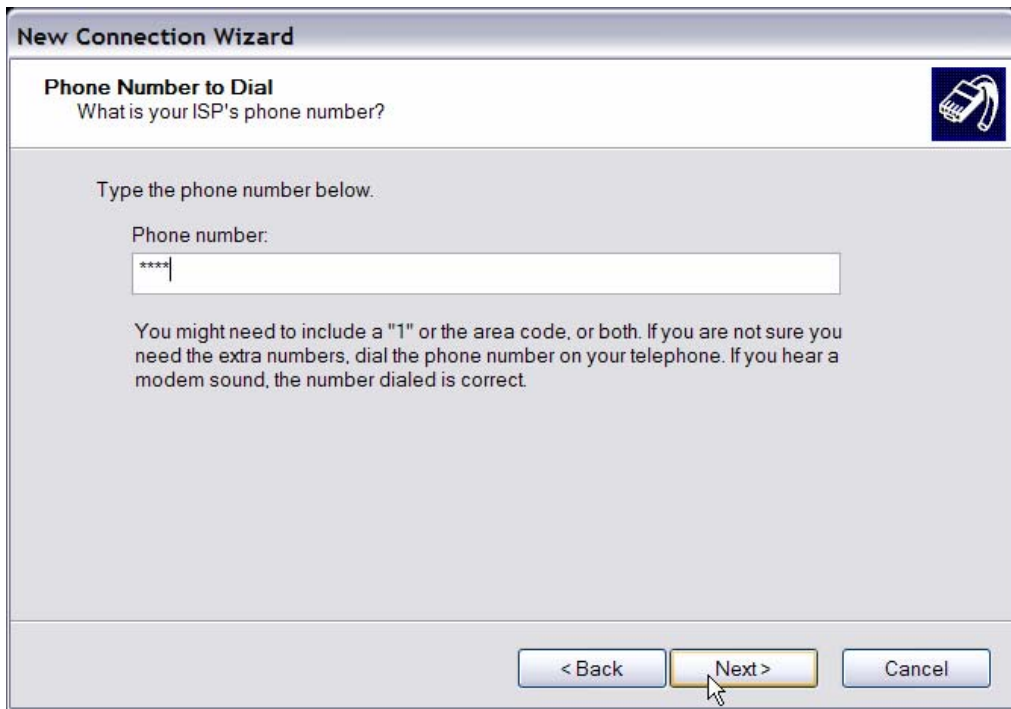 New Connection Wizard
Phone Number to Dial
What is your ISP's phone number?
Type the phone number below.
Phone number:
****
You might need to include a "1" or the area code, or both. If you are not sure you
need the extra numbers, dial the phone number on your telephone. If you hear a
modem sound, the number dialed is correct.
< Back
Next >
Cancel